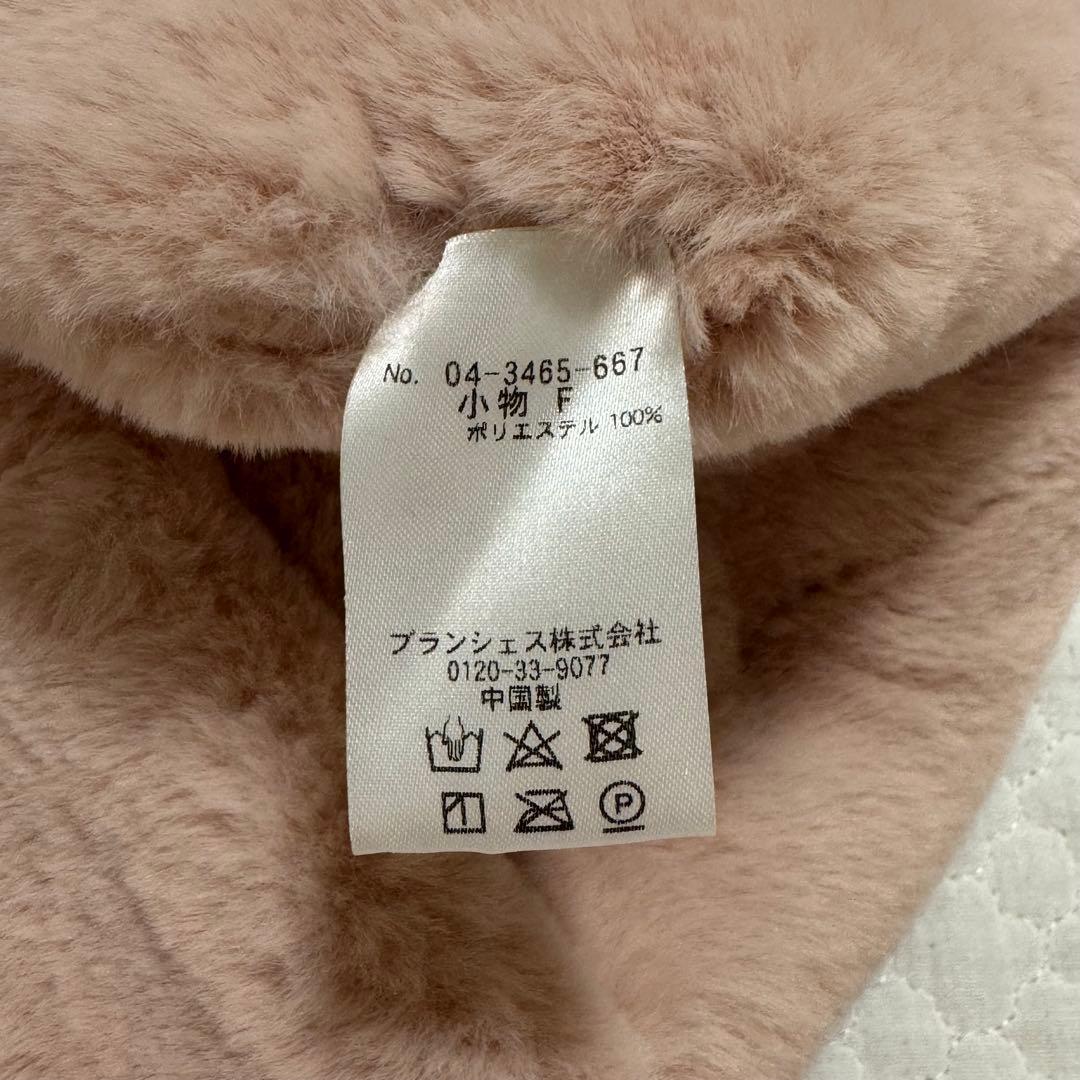 No. 04-3465-667
小物 F
ポリエステル 100%
ブランシェス株式会社
0120-33-9077
中国製
P